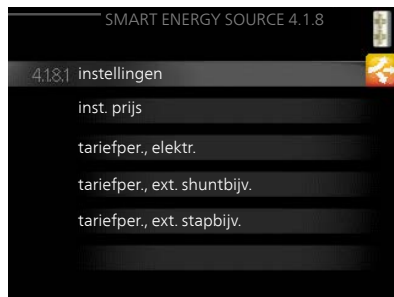 SMART ENERGY SOURCE 4.1.8
4.1.8.1 instellingen
inst. prijs
tariefper., elektr.
tariefper., ext. shuntbijv.
tariefper., ext. stapbijv.